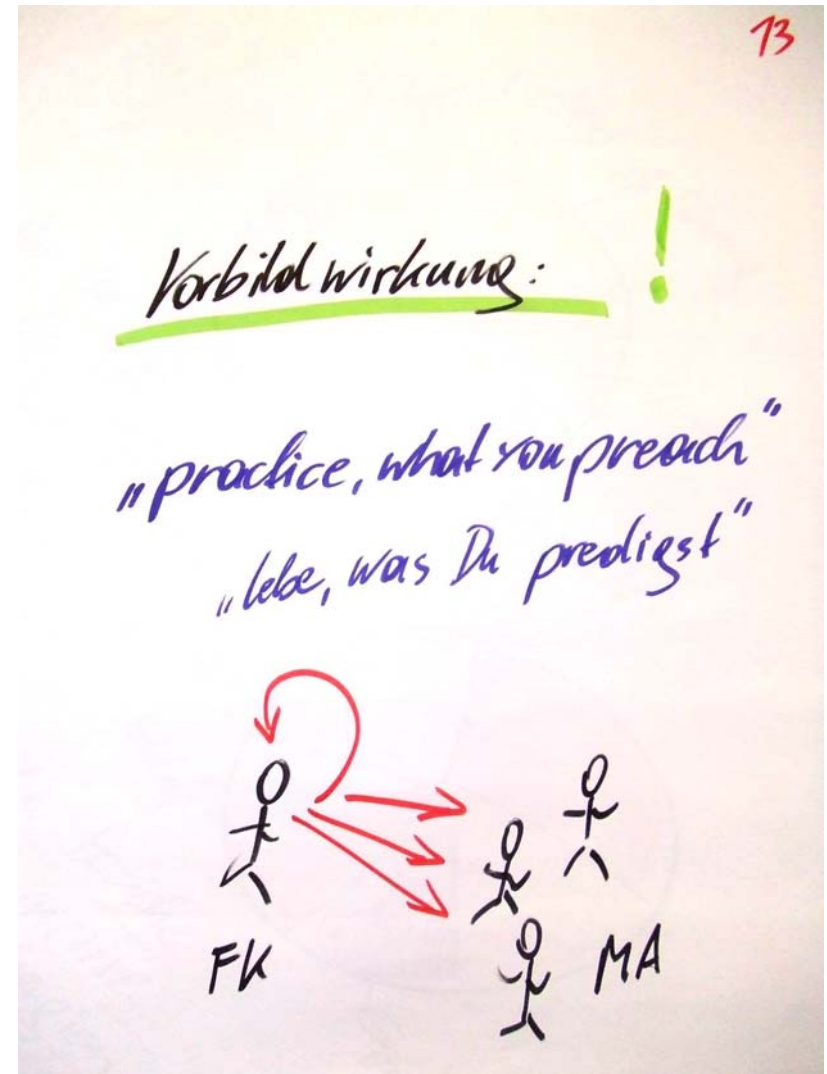 13
Vorbildwirkung: !
„practice, what you preach"
„lebe, was Du predigst"
FK
MA